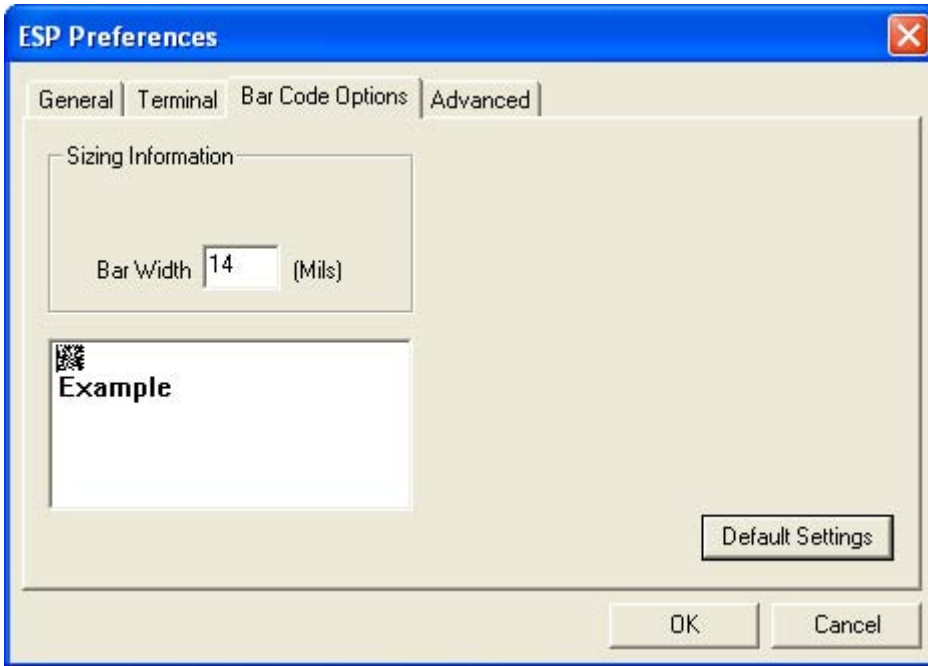 ESP Preferences
General Terminal Bar Code Options Advanced
Sizing Information
Bar Width 14 (Mils)
Example
Default Settings
OK Cancel